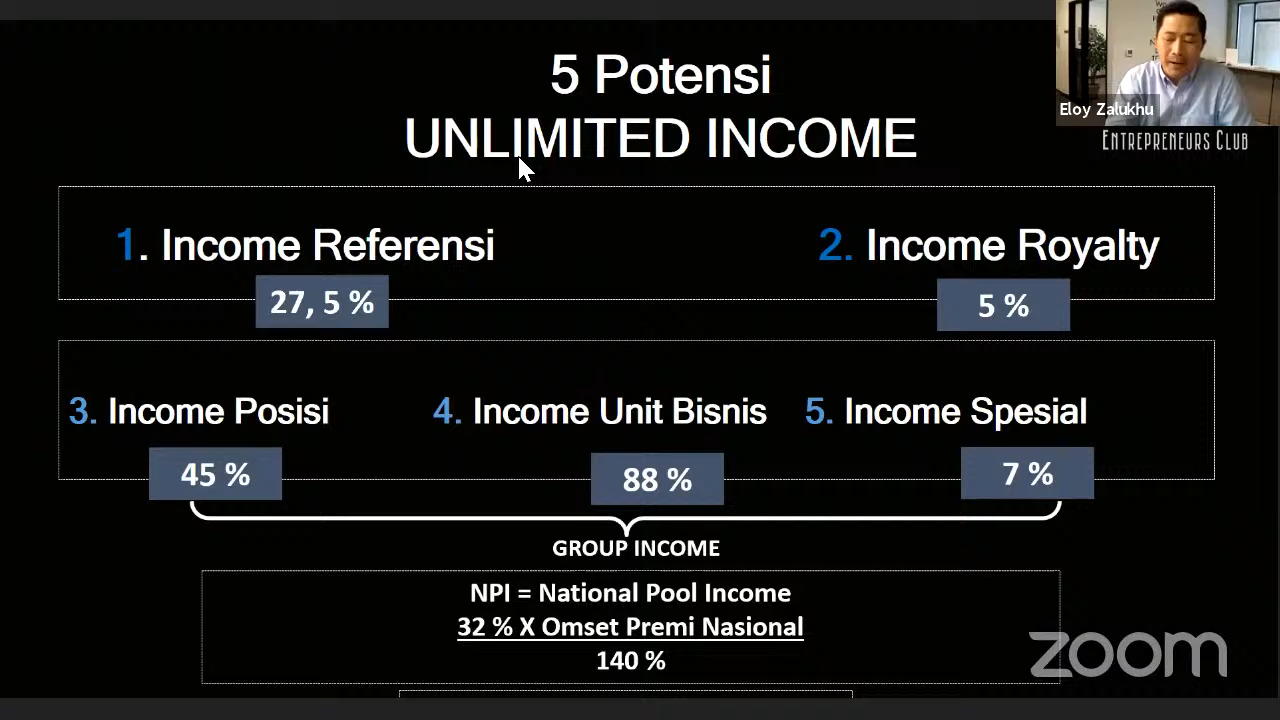 5 Potensi
UNLIMITED INCOME
Eloy Zalukhu
ENTREPRENEURS CLUB
1. Income Referensi
2. Income Royalty
27, 5 %
5 %
3. Income Posisi
4. Income Unit Bisnis
5. Income Spesial
45 %
88 %
7 %
GROUP INCOME
NPI = National Pool Income
32 % X Omset Premi Nasional
140 %
zoom